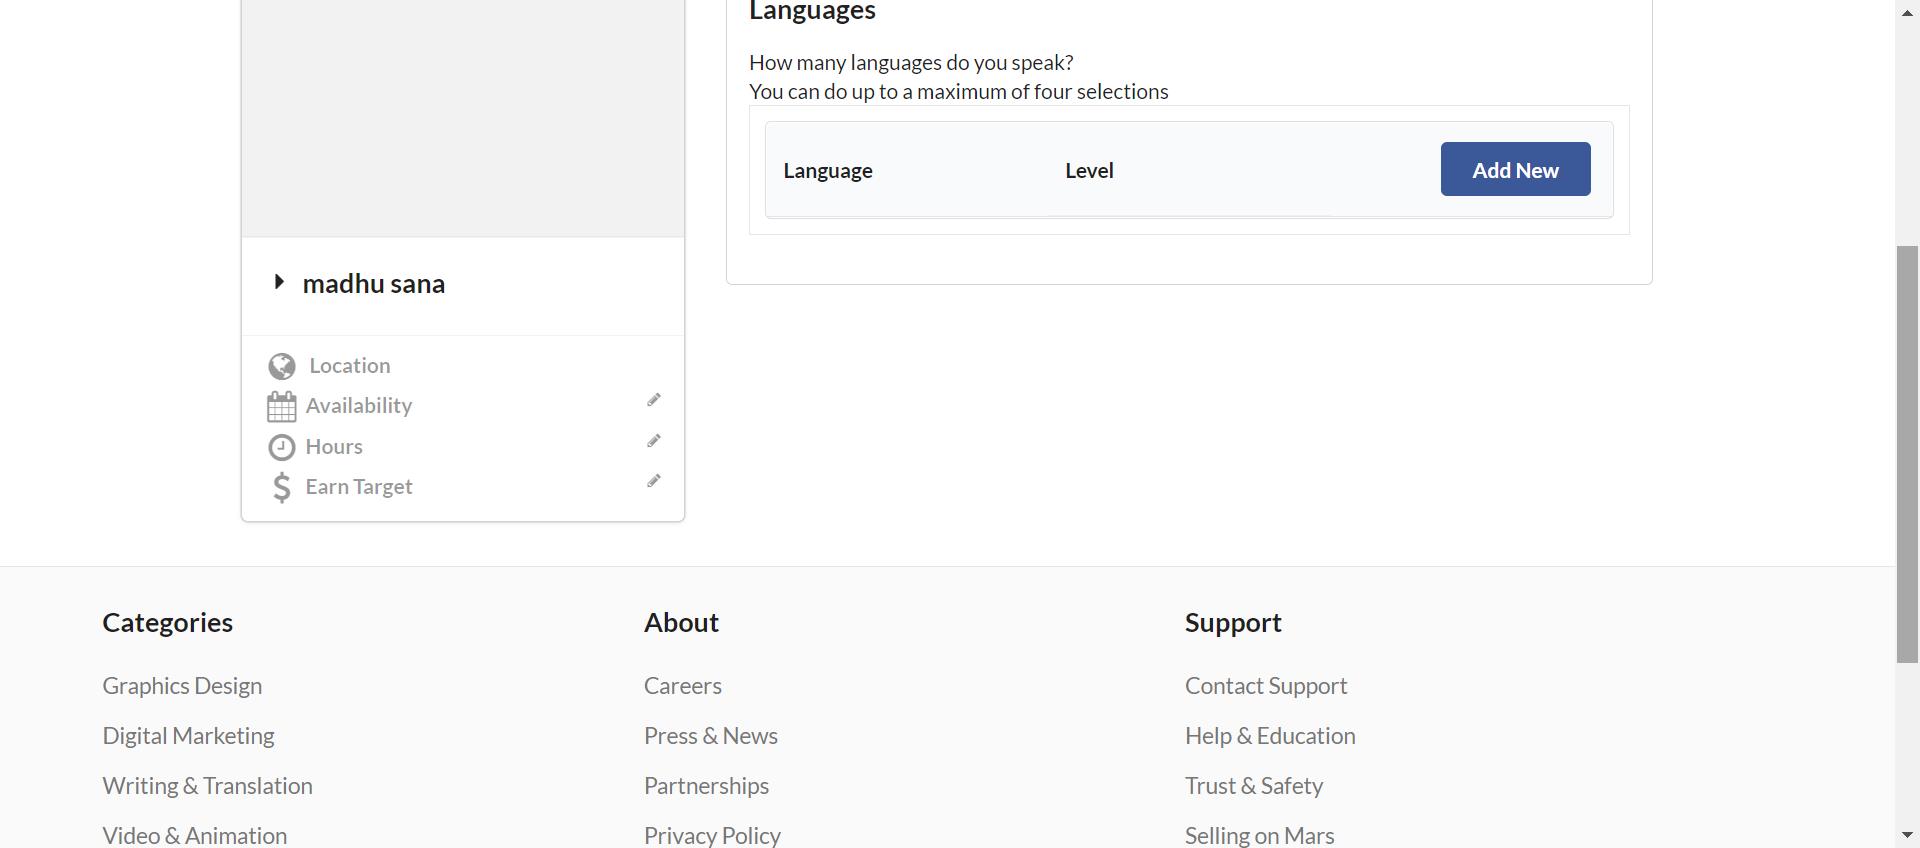 Languages
How many languages do you speak?
You can do up to a maximum of four selections
Language Level Add New
madhu sana
Location
Availability
Hours
Earn Target
Categories
Graphics Design
Digital Marketing
Writing & Translation
Video & Animation
About
Careers
Press & News
Partnerships
Privacy Policy
Support
Contact Support
Help & Education
Trust & Safety
Selling on Mars